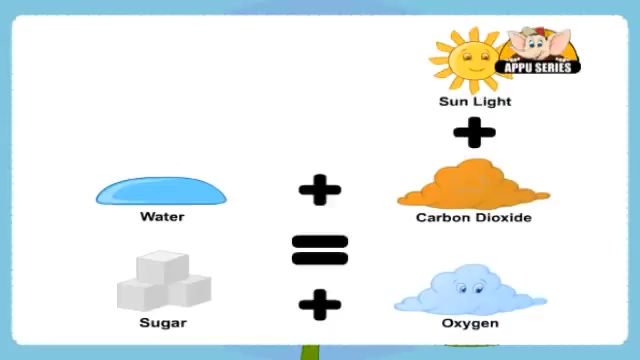 APPU SERIES
Sun Light
Water
Carbon Dioxide
Sugar
Oxygen